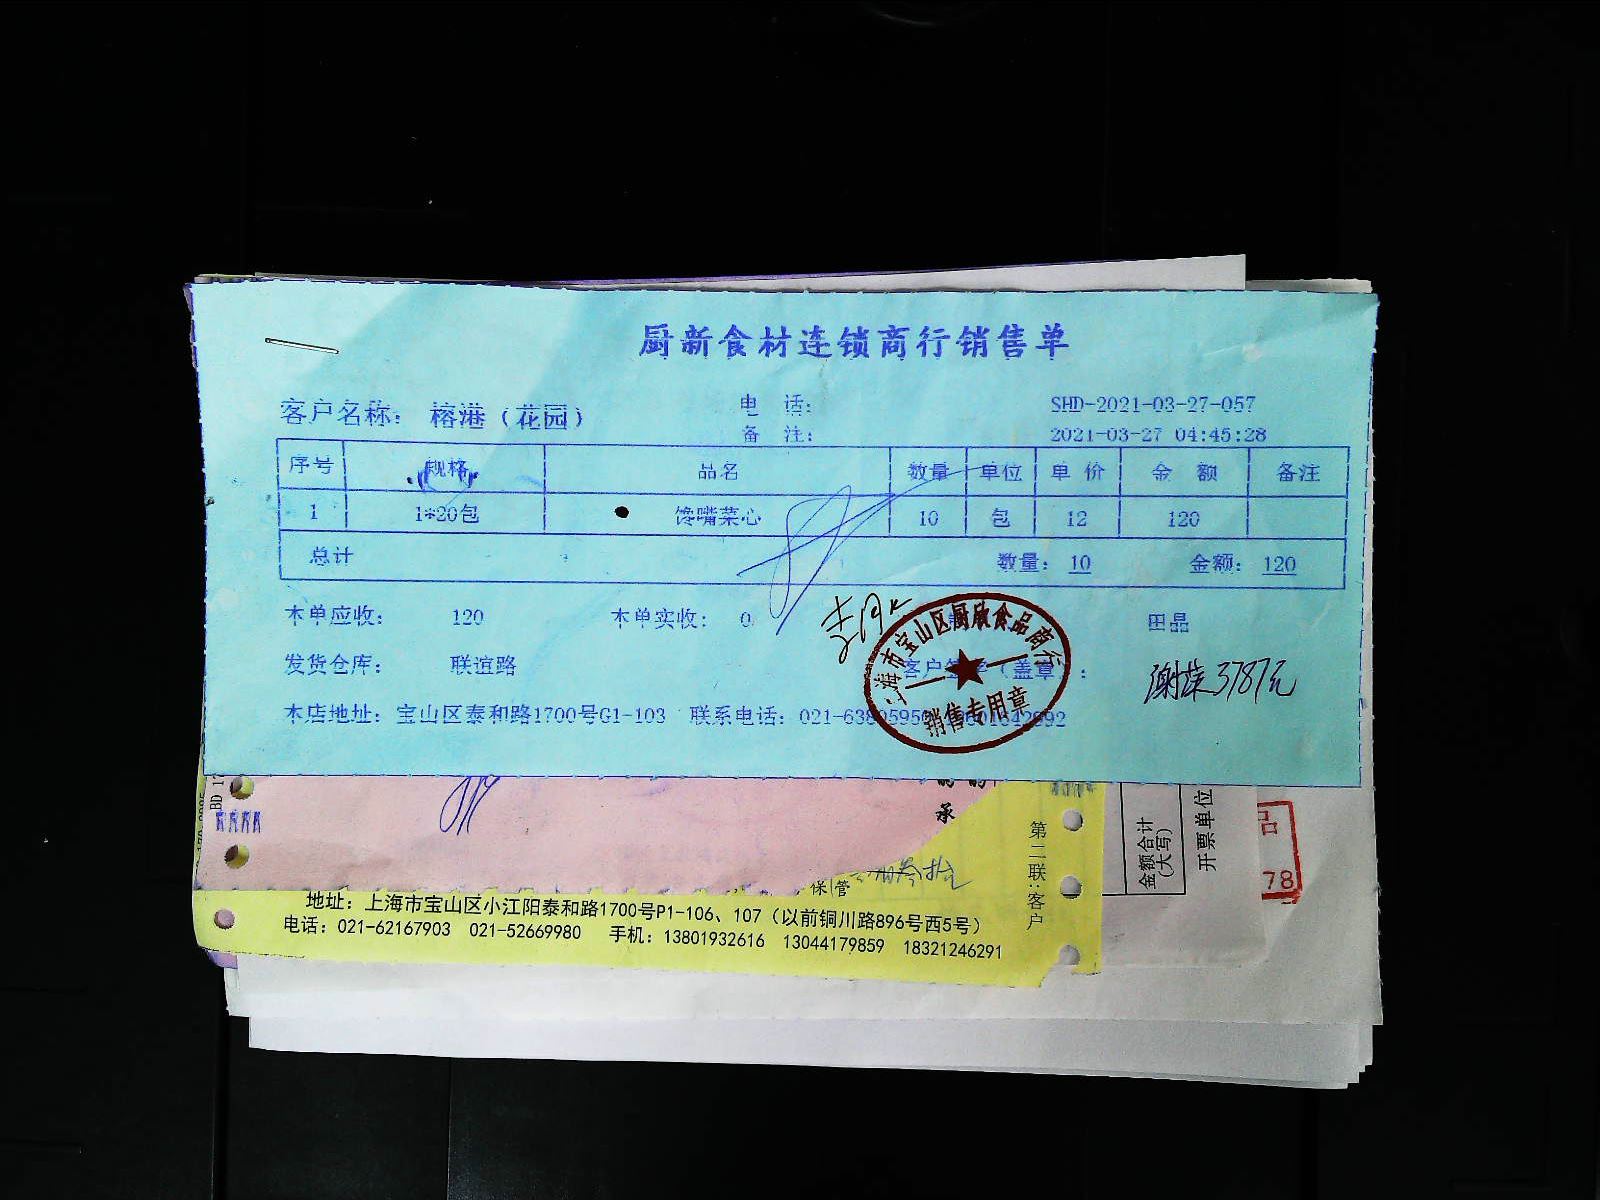 厨新食材连锁商行销售单
客户名称： 榕港（花园）
电 话：
SHD-2021-03-27-057
备 注：
2021-03-27 04:45:28
序号 规格 品名 数量 单位 单 价 金 额 备注
1 1*20包 馋嘴菜心 10 包 12 120
总计 数量：10 金额：120
本单应收： 120 本单实收： 0 田晶
发货仓库： 联谊路 客户签字（盖章）：
3787元
本店地址：宝山区泰和路1700号G1-103 联系电话：021-6
上海市宝山区厨欣食品商行
销售专用章
保管
第二联:客户
金额合计
(大写)
开票单位
78
地址：上海市宝山区小江阳泰和路1700号P1-106、107（以前铜川路896号西5号）
电话：021-62167903 021-52669980 手机：13801932616 13044179859 18321246291